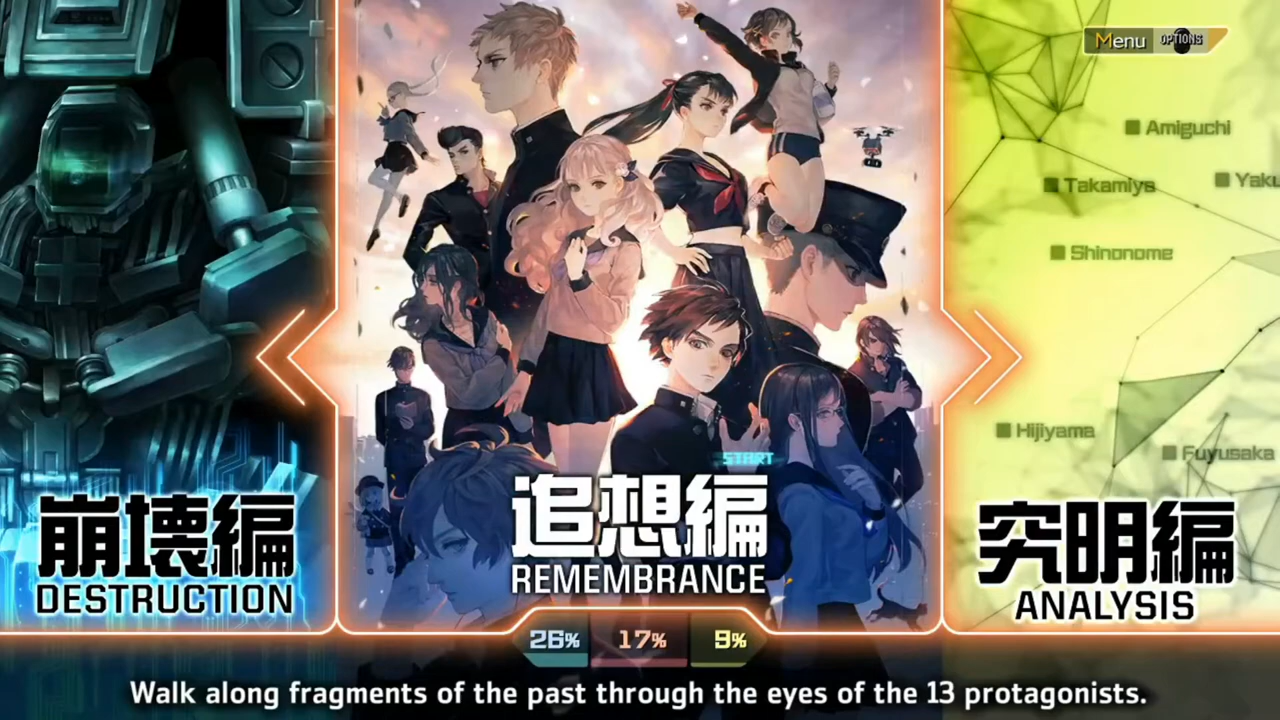 Menu OPTIONS
Amiguchi
Takamiya
Yaku
Shinonome
Hijiyama
Fuyusaka
START
崩壊編
DESTRUCTION
追想編
REMEMBRANCE
究明編
ANALYSIS
26% 17% 9%
Walk along fragments of the past through the eyes of the 13 protagonists.